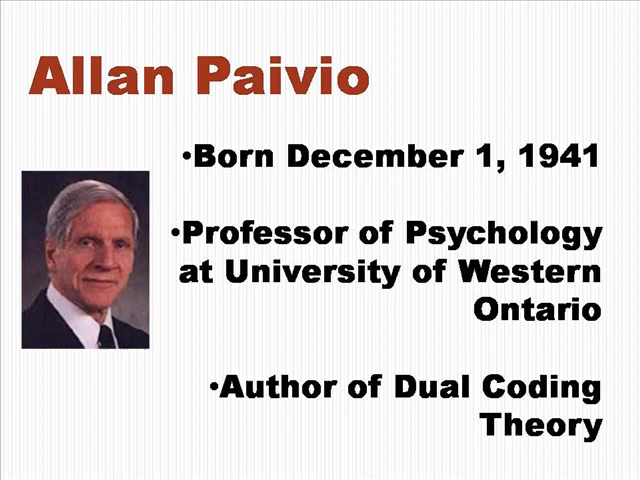 Allan Paivio
•Born December 1, 1941
•Professor of Psychology
at University of Western
Ontario
•Author of Dual Coding
Theory